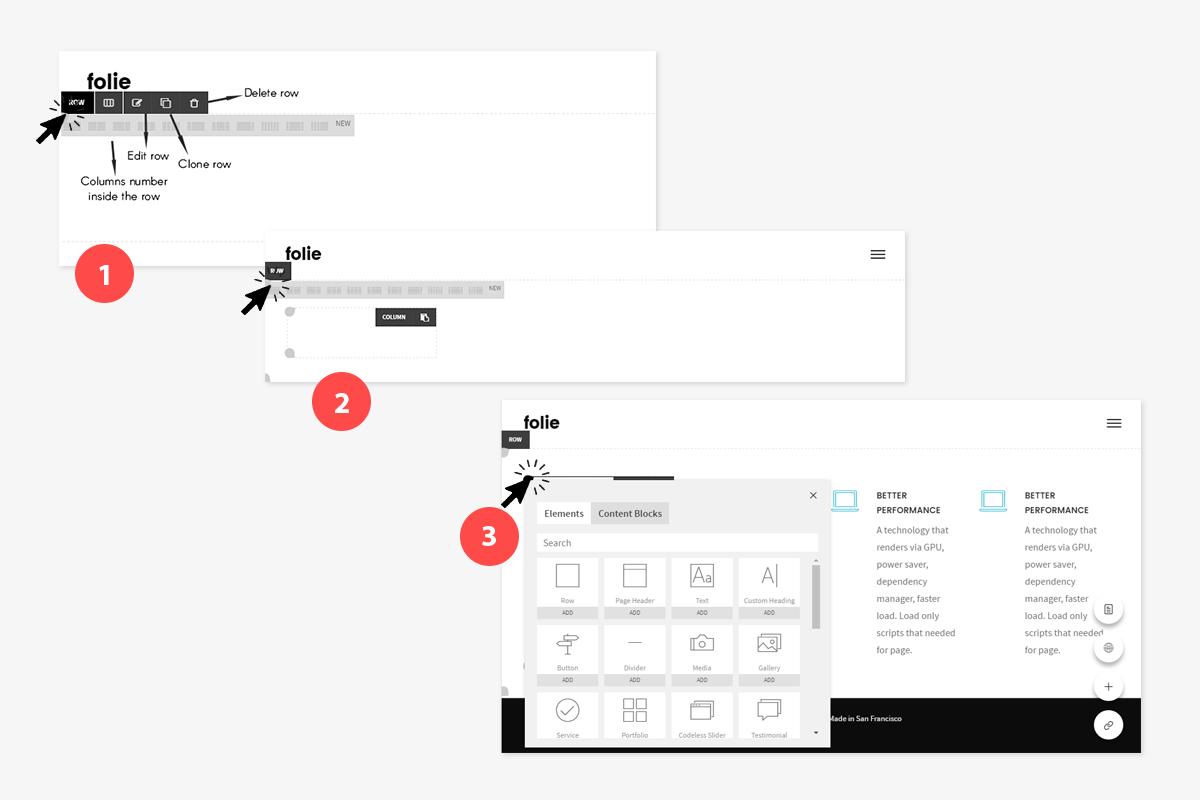 folie
ROW
Delete row
NEW
Edit row
Clone row
Columns number
inside the row
1
folie
ROW
NEW
COLUMN
2
folie
ROW
3
Elements
Content Blocks
Search
Row
Page Header
Text
Custom Heading
ADD
ADD
ADD
ADD
Button
Divider
Media
Gallery
ADD
ADD
ADD
ADD
Service
Portfolio
Codeless Slider
Testimonial
BETTER
PERFORMANCE
A technology that
renders via GPU,
power saver,
dependency
manager, faster
load. Load only
scripts that needed
for page.
BETTER
PERFORMANCE
A technology that
renders via GPU,
power saver,
dependency
manager, faster
load. Load only
scripts that needed
for page.
Made in San Francisco